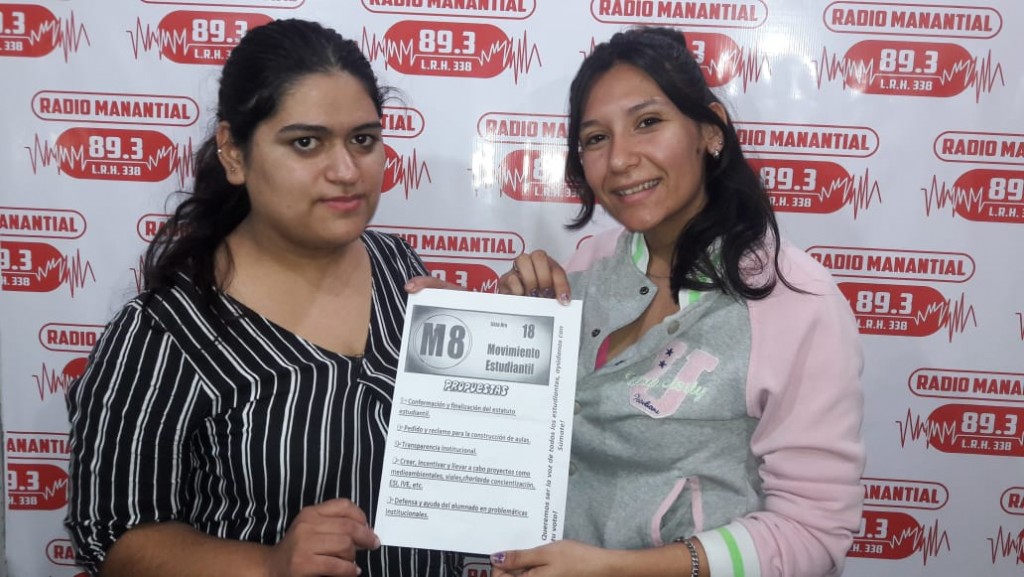 RADIO MANANTIAL
89.3
L.R.H. 338
M8
Lista Nro 18
Movimiento
Estudiantil
PROPUESTAS
Conformación y finalización del estatuto
estudiantil.
Pedido y reclamo para la construcción de aulas.
Transparencia Institucional.
Crear, incentivar y llevar a cabo proyectos como
medioambientales, viales, de concientización,
ESI, IVE, etc.
Defensa y ayuda del alumnado en problemáticas
institucionales.
Queremos ser la voz de todos los estudiantes, ayudanos con
tu voto! Sumate!